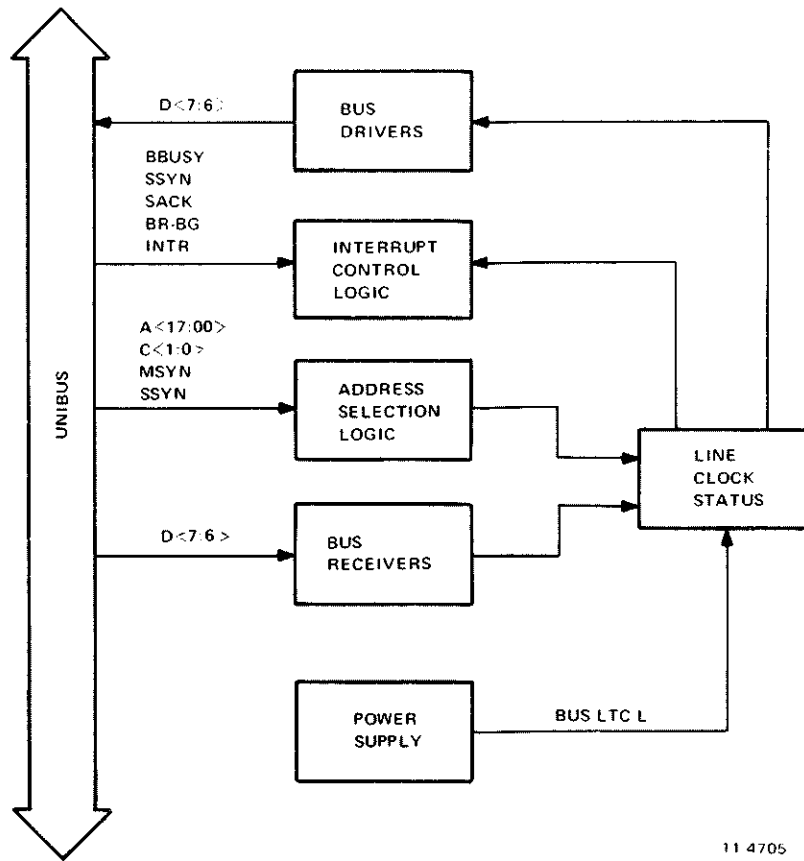 D<7:6>
BUS
DRIVERS
BBUSY
SSYN
SACK
BR-BG
INTR
INTERRUPT
CONTROL
LOGIC
A<17:00>
C<1:0>
MSYN
SSYN
ADDRESS
SELECTION
LOGIC
UNIBUS
LINE
CLOCK
STATUS
D<7:6>
BUS
RECEIVERS
POWER
SUPPLY
BUS LTC L
11 4705